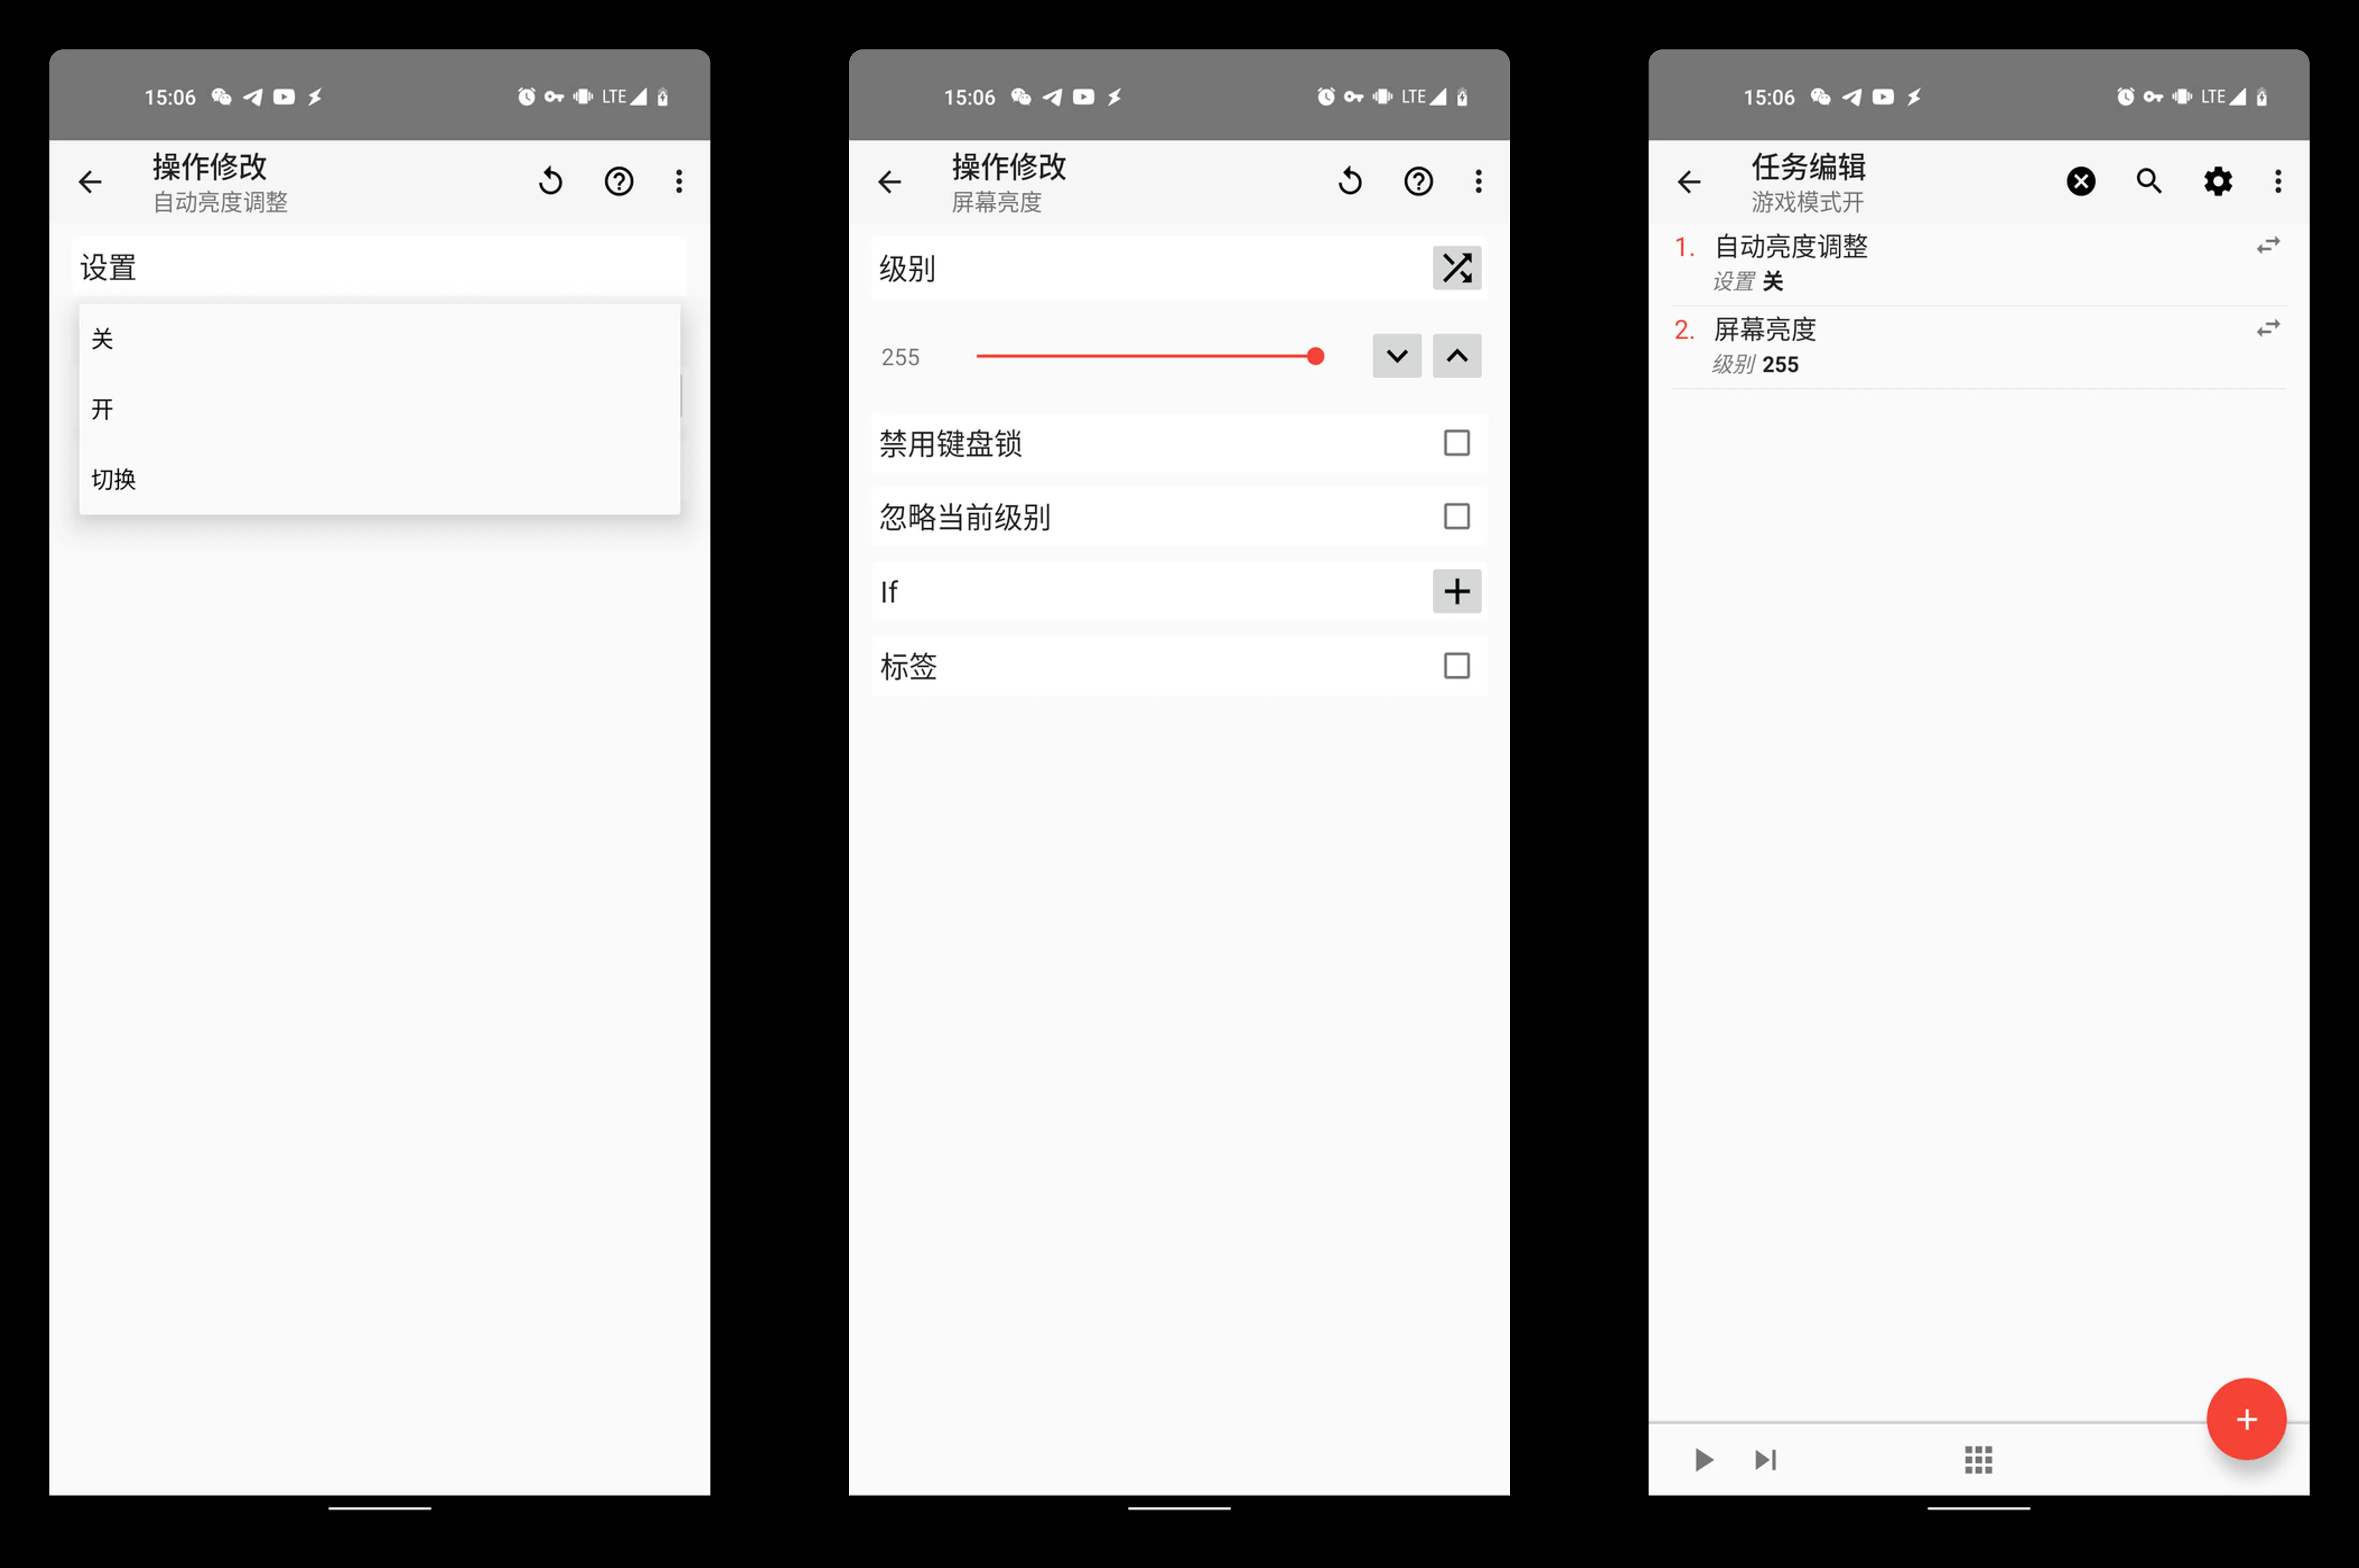 15:06
LTE
操作修改
自动亮度调整
设置
关
开
切换
15:06
LTE
操作修改
屏幕亮度
级别
255
禁用键盘锁
忽略当前级别
If
标签
15:06
LTE
任务编辑
游戏模式开
1. 自动亮度调整
设置 关
2. 屏幕亮度
级别 255